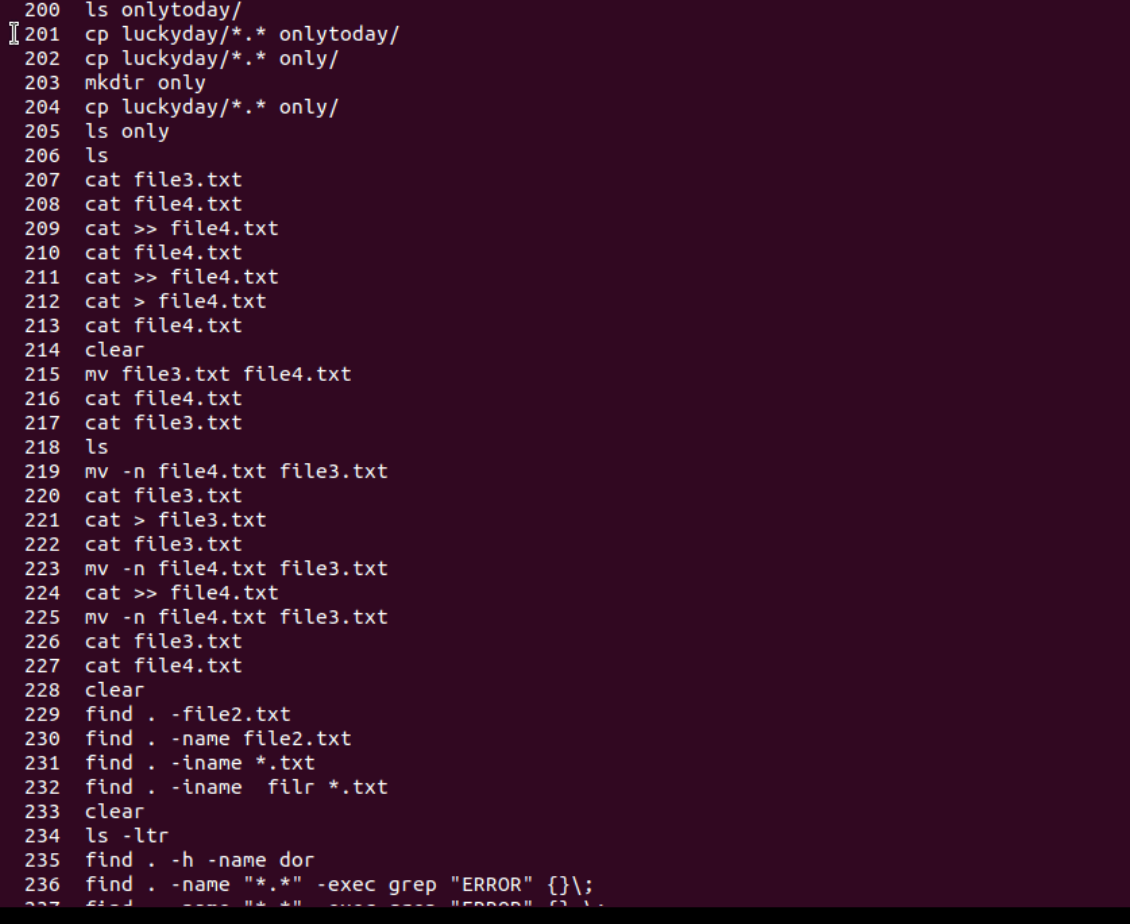 200 ls onlytoday/
201 cp luckyday/*.* onlytoday/
202 cp luckyday/*.* only/
203 mkdir only
204 cp luckyday/*.* only/
205 ls only
206 ls
207 cat file3.txt
208 cat file4.txt
209 cat >> file4.txt
210 cat file4.txt
211 cat >> file4.txt
212 cat > file4.txt
213 cat file4.txt
214 clear
215 mv file3.txt file4.txt
216 cat file4.txt
217 cat file3.txt
218 ls
219 mv -n file4.txt file3.txt
220 cat file3.txt
221 cat > file3.txt
222 cat file3.txt
223 mv -n file4.txt file3.txt
224 cat >> file4.txt
225 mv -n file4.txt file3.txt
226 cat file3.txt
227 cat file4.txt
228 clear
229 find . -file2.txt
230 find . -name file2.txt
231 find . -iname *.txt
232 find . -iname  filr *.txt
233 clear
234 ls -ltr
235 find . -h -name dor
236 find . -name "*.*" -exec grep "ERROR" {}\;